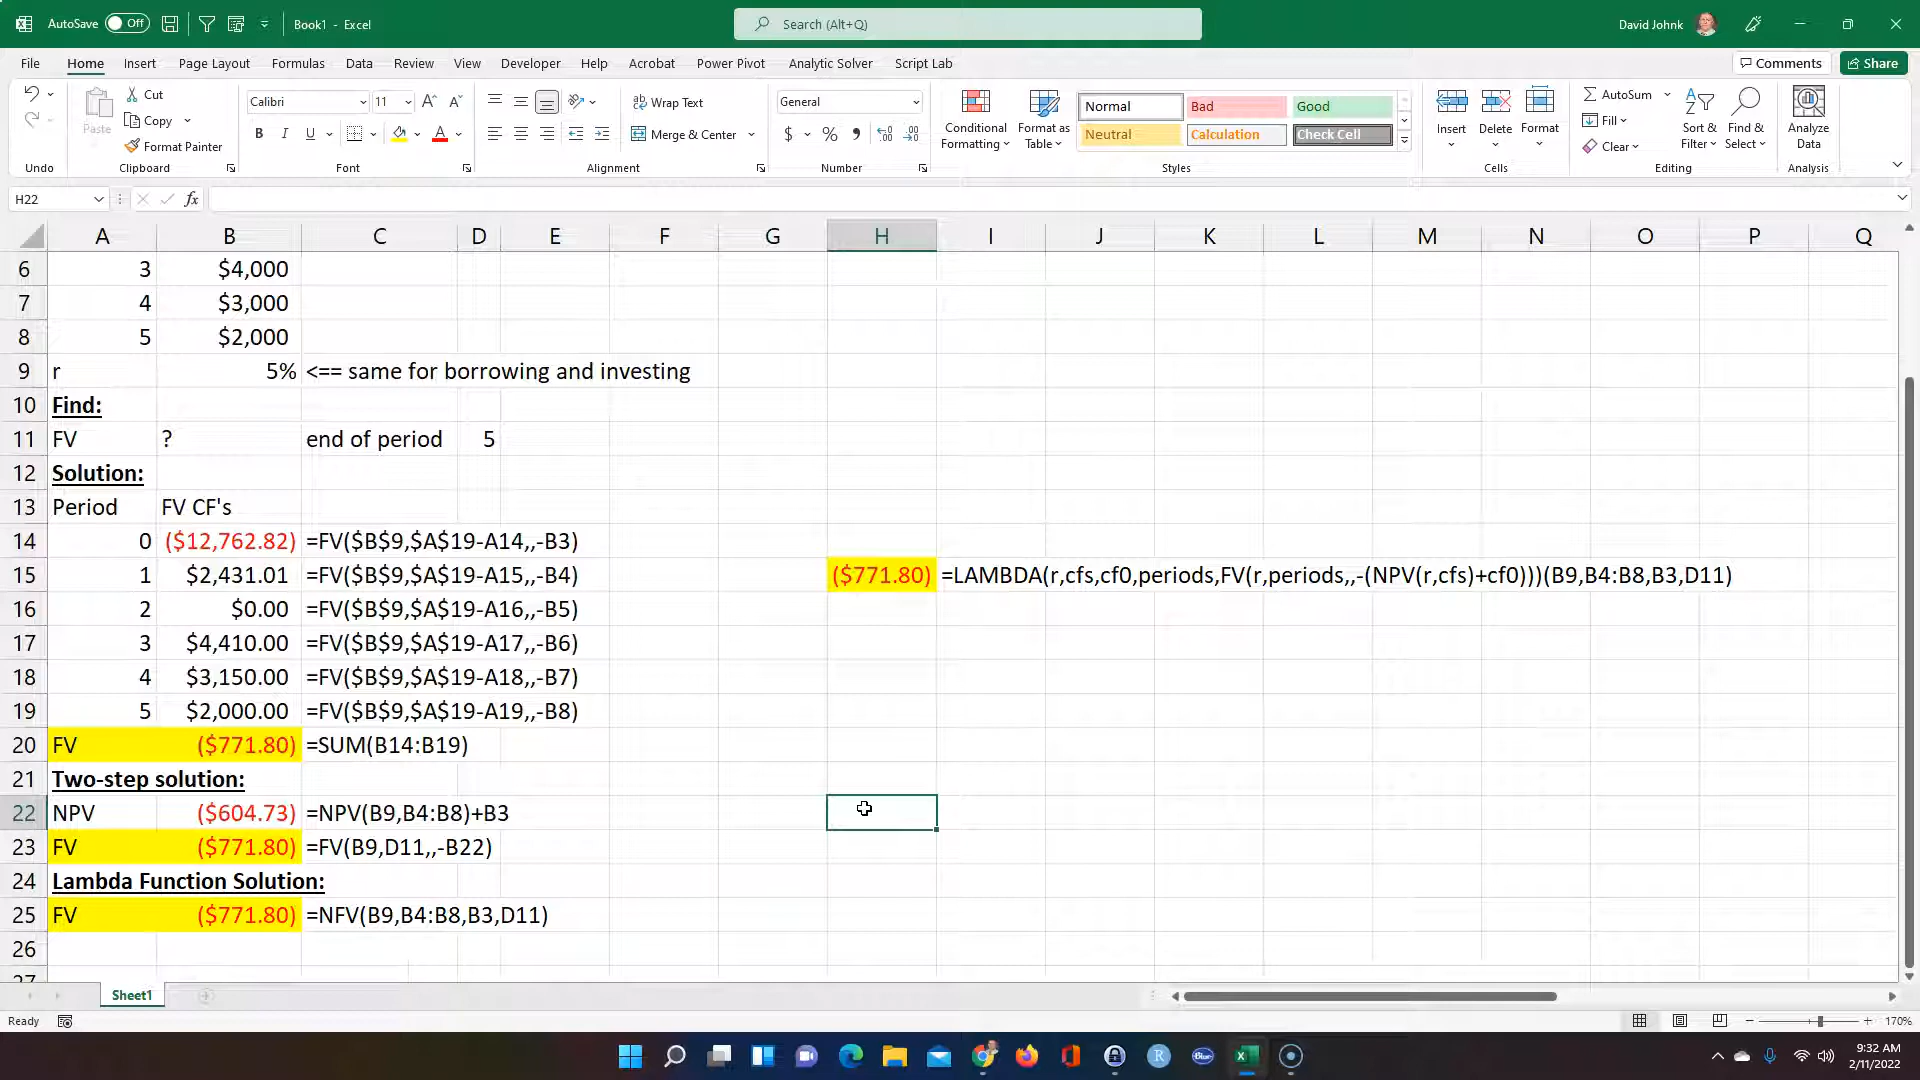 AutoSave Off Book1 - Excel Search (Alt+Q) David Johnk
File Home Insert Page Layout Formulas Data Review View Developer Help Acrobat Power Pivot Analytic Solver Script Lab Comments Share
Paste Cut Copy Format Painter
Calibri 11
B I U A
Wrap Text
Merge & Center
General
$ % ,
Conditional Formatting
Format as Table
Normal Bad Good
Neutral Calculation Check Cell
Insert Delete Format
AutoSum
Fill
Clear
Sort & Filter
Find & Select
Analyze Data
Undo Clipboard Font Alignment Number Styles Cells Editing Analysis
H22 fx
A B C D E F G H I J K L M N O P Q
6 3 $4,000
7 4 $3,000
8 5 $2,000
9 r 5% <== same for borrowing and investing
10 Find:
11 FV ? end of period 5
12 Solution:
13 Period FV CF's
14 0 ($12,762.82) =FV($B$9,$A$19-A14,,-B3)
15 1 $2,431.01 =FV($B$9,$A$19-A15,,-B4) ($771.80) =LAMBDA(r,cfs,cf0,periods,FV(r,periods,,-(NPV(r,cfs)+cf0)))(B9,B4:B8,B3,D11)
16 2 $0.00 =FV($B$9,$A$19-A16,,-B5)
17 3 $4,410.00 =FV($B$9,$A$19-A17,,-B6)
18 4 $3,150.00 =FV($B$9,$A$19-A18,,-B7)
19 5 $2,000.00 =FV($B$9,$A$19-A19,,-B8)
20 FV ($771.80) =SUM(B14:B19)
21 Two-step solution:
22 NPV ($604.73) =NPV(B9,B4:B8)+B3
23 FV ($771.80) =FV(B9,D11,,-B22)
24 Lambda Function Solution:
25 FV ($771.80) =NFV(B9,B4:B8,B3,D11)
26
27
Sheet1
Ready 170%
9:32 AM
2/11/2022